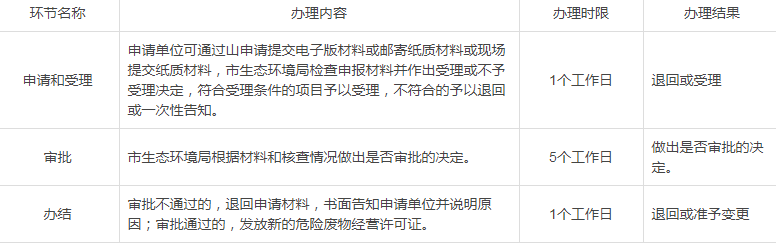 环节名称 办理内容 办理时限 办理结果
申请和受理
申请单位可通过山申请提交电子版材料或邮寄纸质材料或现场
提交纸质材料，市生态环境局检查申报材料并作出受理或不予
受理决定，符合受理条件的项目予以受理，不符合的予以退回
或一次性告知。
1个工作日
退回或受理
审批
市生态环境局根据材料和核查情况做出是否审批的决定。
5个工作日
做出是否审批的决
定。
办结
审批不通过的，退回申请材料，书面告知申请单位并说明原
因；审批通过的，发放新的危险废物经营许可证。
1个工作日
退回或准予变更